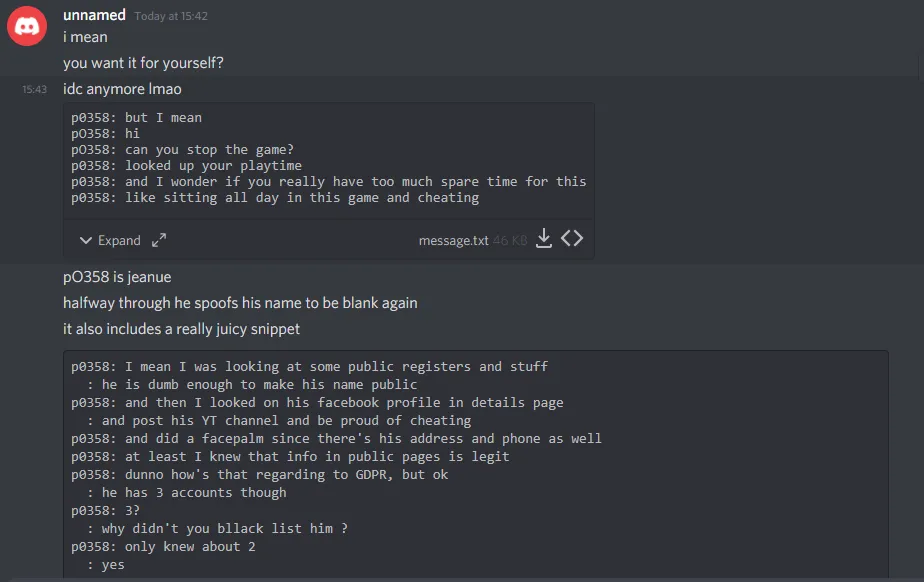 unnamed Today at 15:42
i mean
you want it for yourself?
15:43 idc anymore lmao
p0358: but I mean
pO358: hi
pO358: can you stop the game?
p0358: looked up your playtime
p0358: and I wonder if you really have too much spare time for this
p0358: like sitting all day in this game and cheating
Expand message.txt 46 KB
pO358 is jeanue
halfway through he spoofs his name to be blank again
it also includes a really juicy snippet
p0358: I mean I was looking at some public registers and stuff
: he is dumb enough to make his name public
p0358: and then I looked on his facebook profile in details page
: and post his YT channel and be proud of cheating
p0358: and did a facepalm since there's his address and phone as well
p0358: at least I knew that info in public pages is legit
p0358: dunno how's that regarding to GDPR, but ok
: he has 3 accounts though
p0358: 3?
: why didn't you bllack list him ?
p0358: only knew about 2
: yes